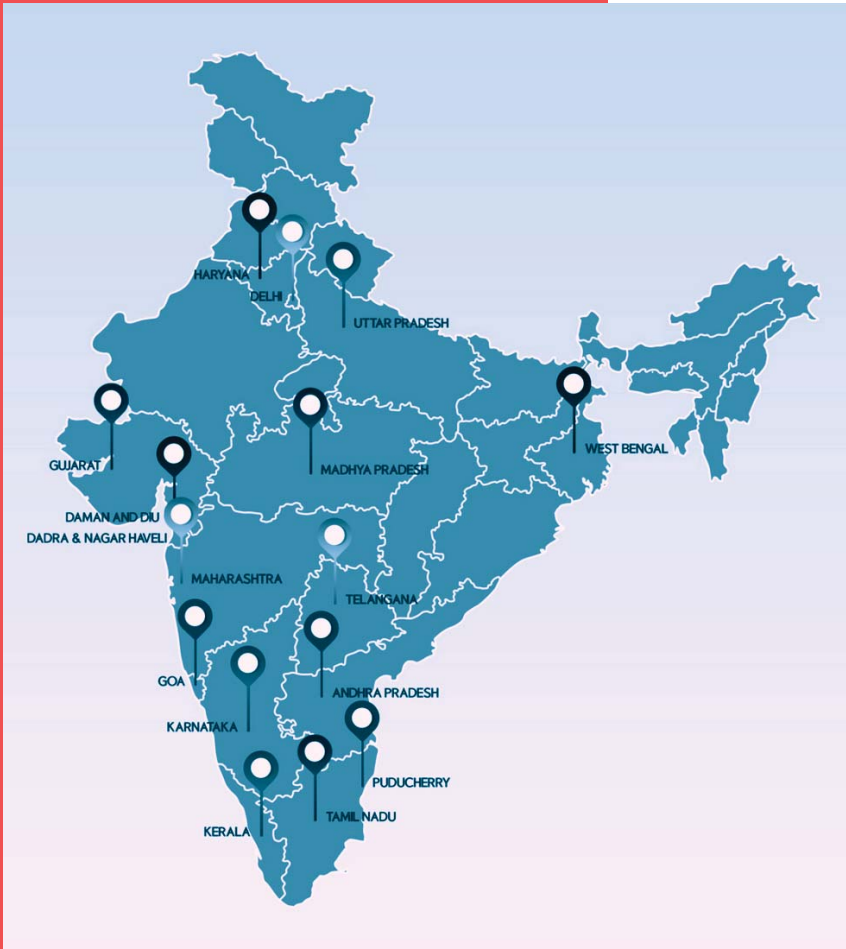 HARYANA
DELHI
UTTAR PRADESH
WEST BENGAL
GUJARAT
MADHYA PRADESH
DAMAN AND DIU
DADRA & NAGAR HAVELI
MAHARASHTRA
TELANGANA
GOA
ANDHRA PRADESH
KARNATAKA
PUDUCHERRY
TAMIL NADU
KERALA